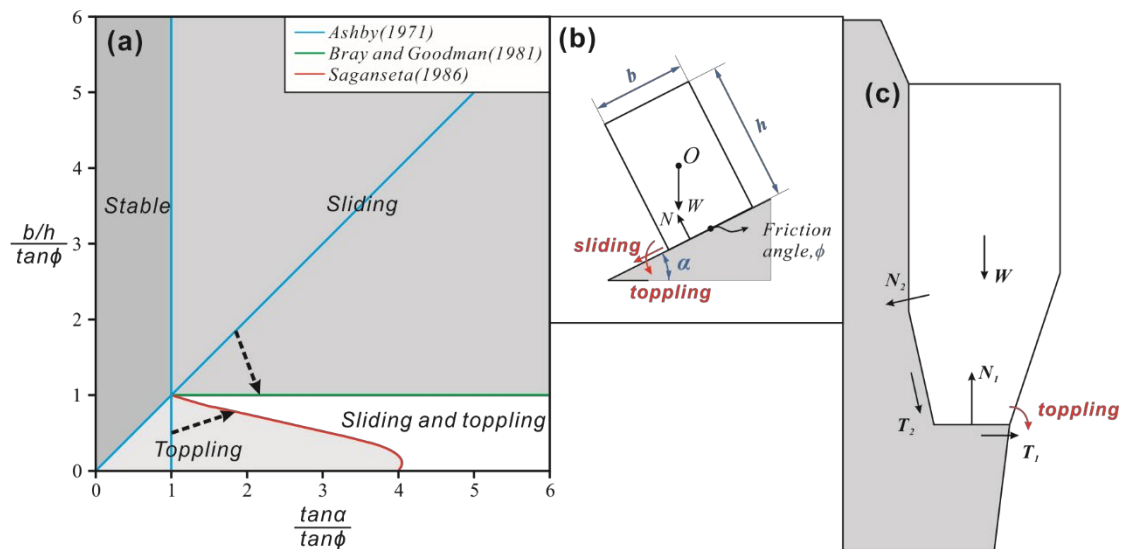 (a)
Ashby(1971)
Bray and Goodman(1981)
Saganseta(1986)
6
5
4
3
2
1
0
b/h
tanϕ
Stable
Sliding
Sliding and toppling
Toppling
0 1 2 3 4 5 6
tanα
tanϕ
(b)
b
h
O
N W
sliding
α
toppling
Friction
angle,ϕ
(c)
W
N₂
N₁
T₂
toppling
T₁